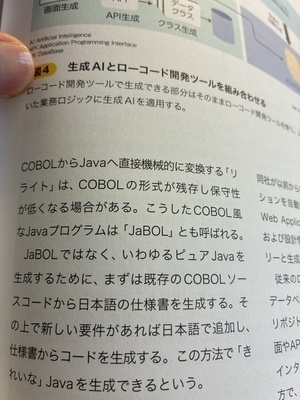 画面生成
API生成
データ
クラス
クラス生成
AI: Artificial Intelligence
API: Application Programming Interface
DataBase
図4 生成AIとローコード開発ツールを組み合わせる
ローコード開発ツールで生成できる部分はそのままローコード開発ツールを使
いた業務ロジックに生成AIを適用する。
COBOLからJavaへ直接機械的に変換する「リ
ライト」は、COBOLの形式が残存し保守性
が低くなる場合がある。こうしたCOBOL風
なJavaプログラムは「JaBOL」とも呼ばれる。
JaBOLではなく、いわゆるピュアJavaを
生成するために、まずは既存のCOBOLソー
スコードから日本語の仕様書を生成する。そ
の上で新しい要件があれば日本語で追加し、
仕様書からコードを生成する。この方法で「き
れいな」Javaを生成できるという。
同社が以前から
ションを自動
Web Applic
および設計情
リーと生成
従来のロ
データ
リポジト
面やAP
インタ
方で、